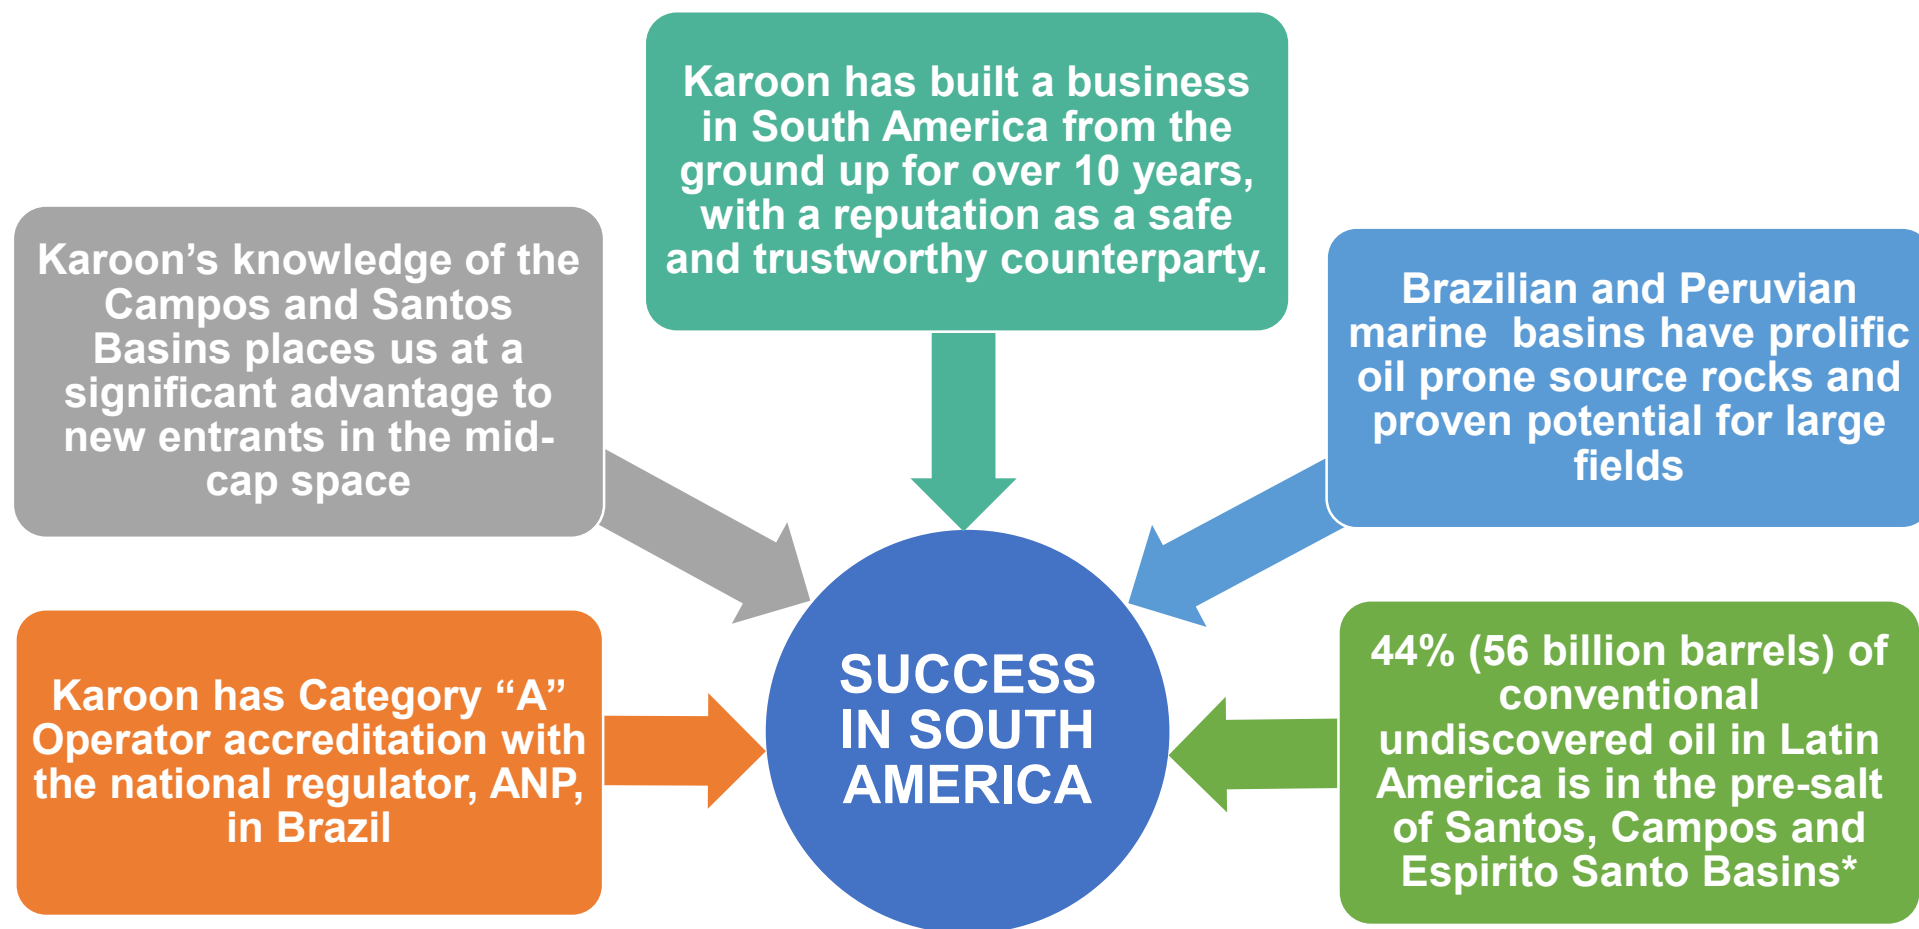 Karoon has built a business
in South America from the
ground up for over 10 years,
with a reputation as a safe
and trustworthy counterparty.
Karoon’s knowledge of the
Campos and Santos
Basins places us at a
significant advantage to
new entrants in the mid-
cap space
Brazilian and Peruvian
marine  basins have prolific
oil prone source rocks and
proven potential for large
fields
Karoon has Category “A”
Operator accreditation with
the national regulator, ANP,
in Brazil
SUCCESS
IN SOUTH
AMERICA
44% (56 billion barrels) of
conventional
undiscovered oil in Latin
America is in the pre-salt
of Santos, Campos and
Espirito Santo Basins*